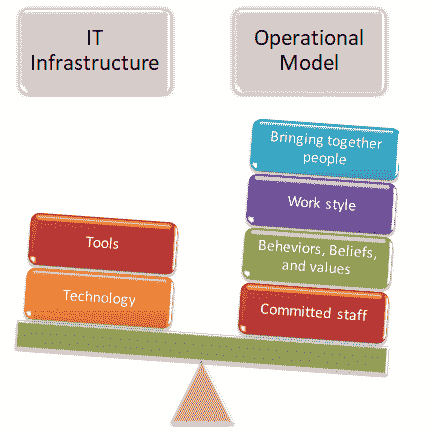 IT
Infrastructure
Operational
Model
Bringing together
people
Work style
Tools
Beheviors, Beliefs,
and values
Technology
Committed staff